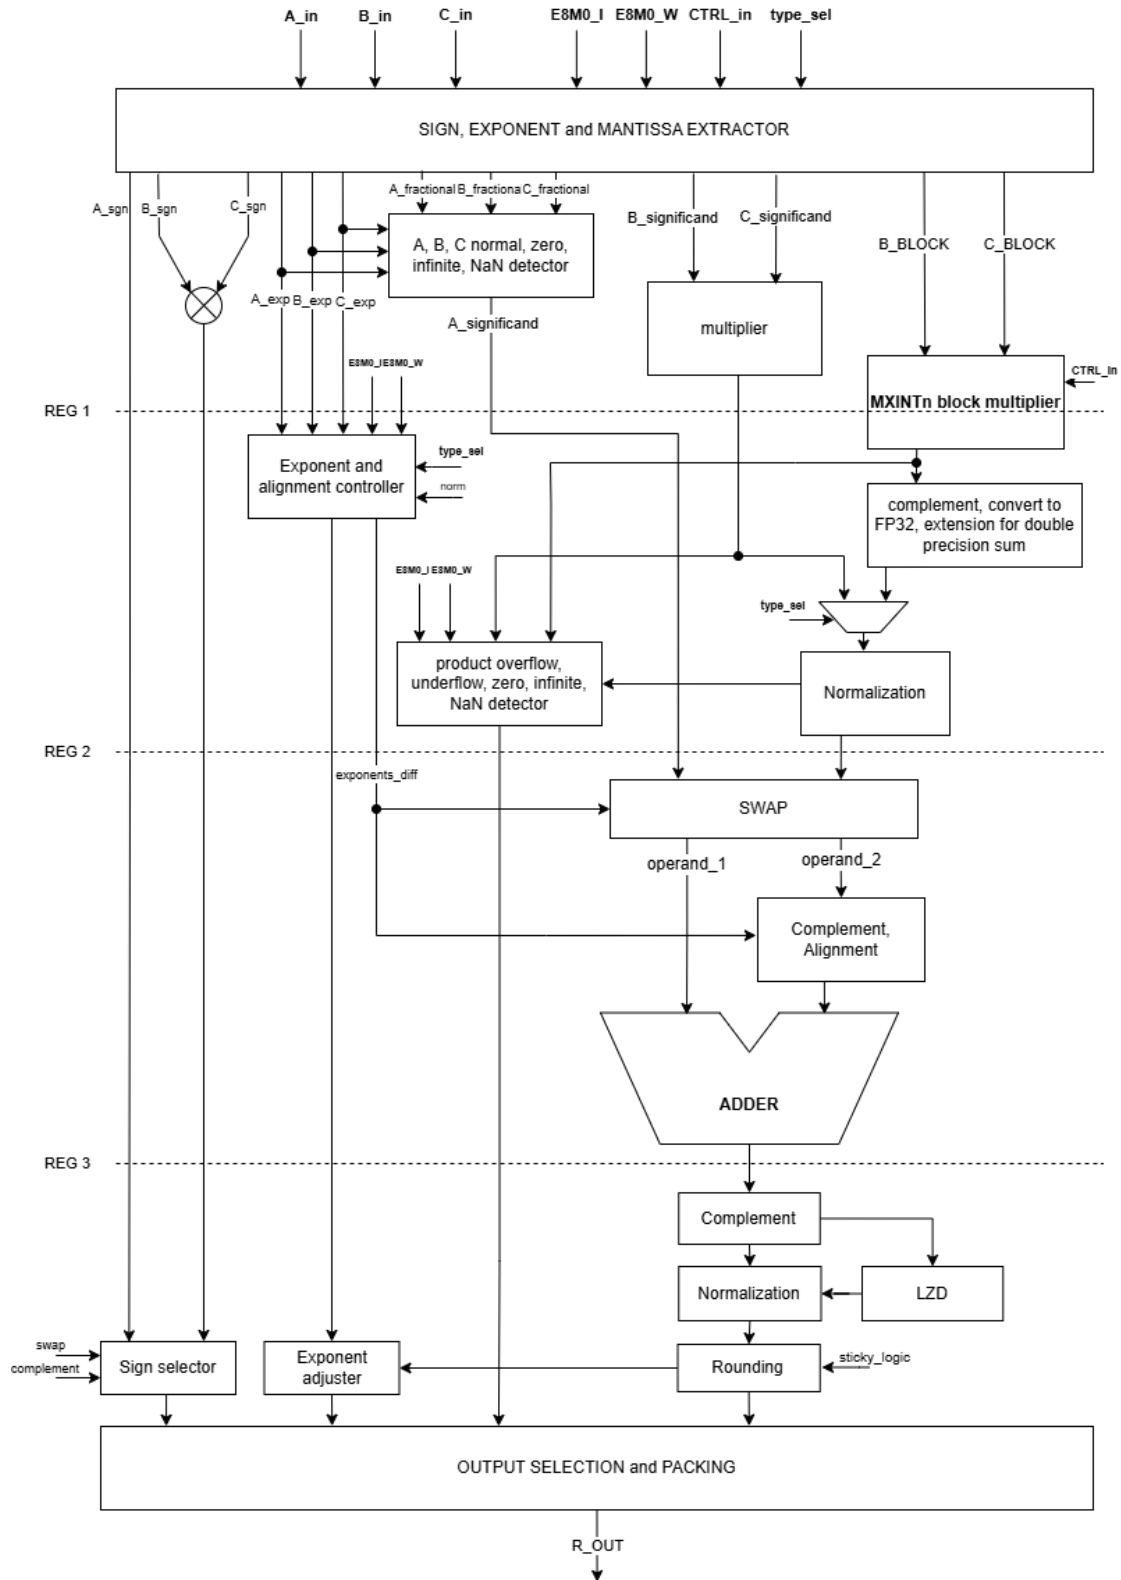 A_in B_in C_in E8M0_I E8M0_W CTRL_in type_sel
SIGN, EXPONENT and MANTISSA EXTRACTOR
A_sgn B_sgn C_sgn
A_fractional B_fractiona C_fractional
B_significand C_significand
A, B, C normal, zero,
infinite, NaN detector
B_BLOCK C_BLOCK
A_exp B_exp C_exp
A_significand
multiplier
E8M0_I E8M0_W
CTRL_in
MXINTn block multiplier
REG 1
Exponent and
alignment controller
type_sel
norm
complement, convert to
FP32, extension for double
precision sum
E8M0_I E8M0_W
type_sel
product overflow,
underflow, zero, infinite,
NaN detector
Normalization
REG 2
exponents_diff
SWAP
operand_1 operand_2
Complement,
Alignment
ADDER
REG 3
Complement
Normalization
LZD
swap
complement
Sign selector
Exponent
adjuster
Rounding
sticky_logic
OUTPUT SELECTION and PACKING
R_OUT